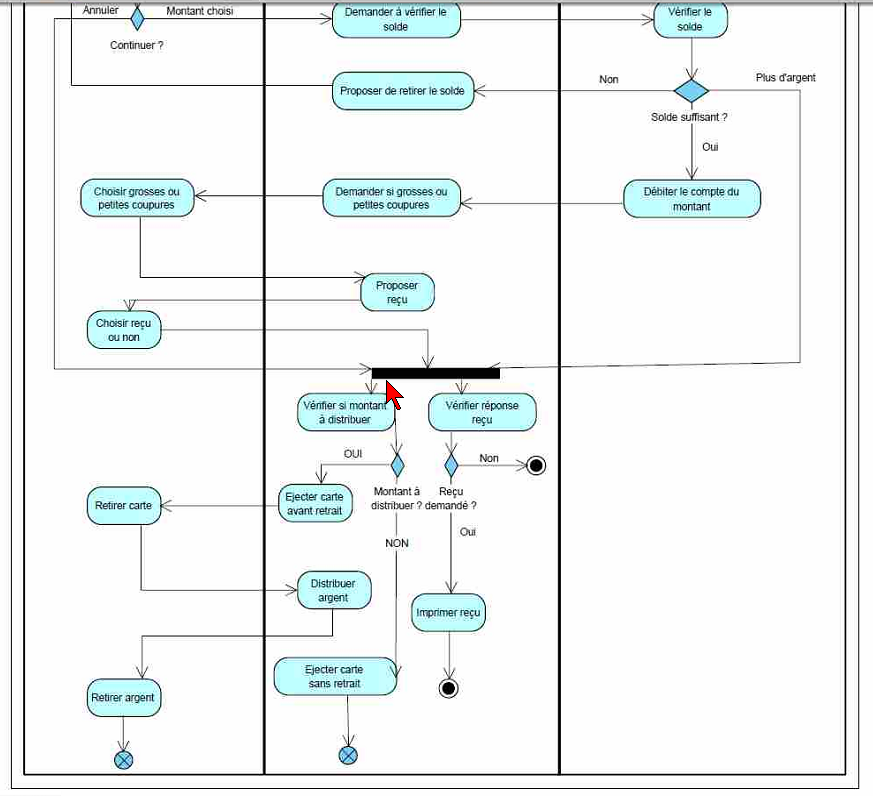 Annuler
Montant choisi
Continuer ?
Demander à vérifier le
solde
Vérifier le
solde
Proposer de retirer le solde
Non
Plus d'argent
Solde suffisant ?
Oui
Choisir grosses ou
petites coupures
Demander si grosses ou
petites coupures
Débiter le compte du
montant
Proposer
reçu
Choisir reçu
ou non
Vérifier si montant
à distribuer
Vérifier réponse
reçu
OUI
Non
Montant à
distribuer ?
Reçu
demandé ?
Retirer carte
Ejecter carte
avant retrait
NON
Oui
Distribuer
argent
Imprimer reçu
Ejecter carte
sans retrait
Retirer argent